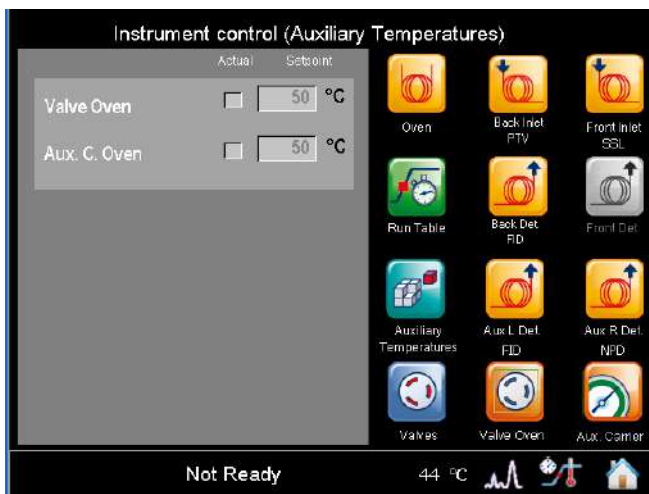 Instrument control (Auxiliary Temperatures)
Actual Setpoint
Valve Oven 50 °C
Aux. C. Oven 50 °C
Oven
Back Inlet
PTV
Front Inlet
SSL
Run Table
Back Det.
FID
Front Det
Auxiliary
Temperatures
Aux L Det.
FID
Aux R Det.
NPD
Valves
Valve Oven
Aux. Carrier
Not Ready
44 °C